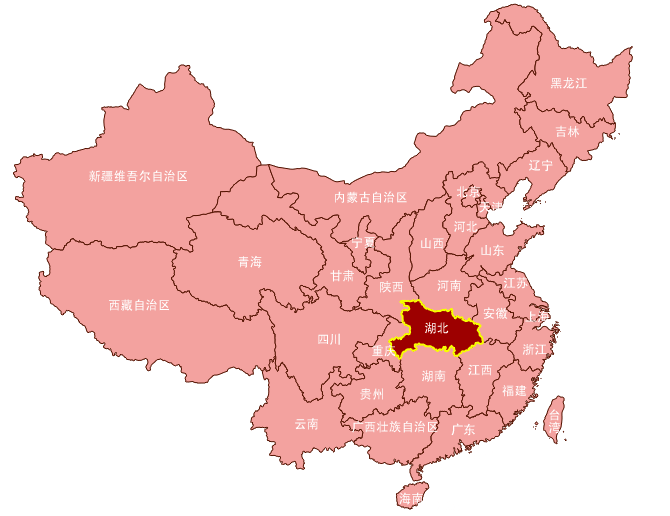 黑龙江
吉林
辽宁
新疆维吾尔自治区
内蒙古自治区
北京
天津
河北
宁夏
山西
山东
青海
甘肃
陕西
河南
江苏
西藏自治区
安徽
上海
湖北
四川
重庆
浙江
湖南
江西
贵州
福建
云南
广西壮族自治区
广东
台
湾
海南